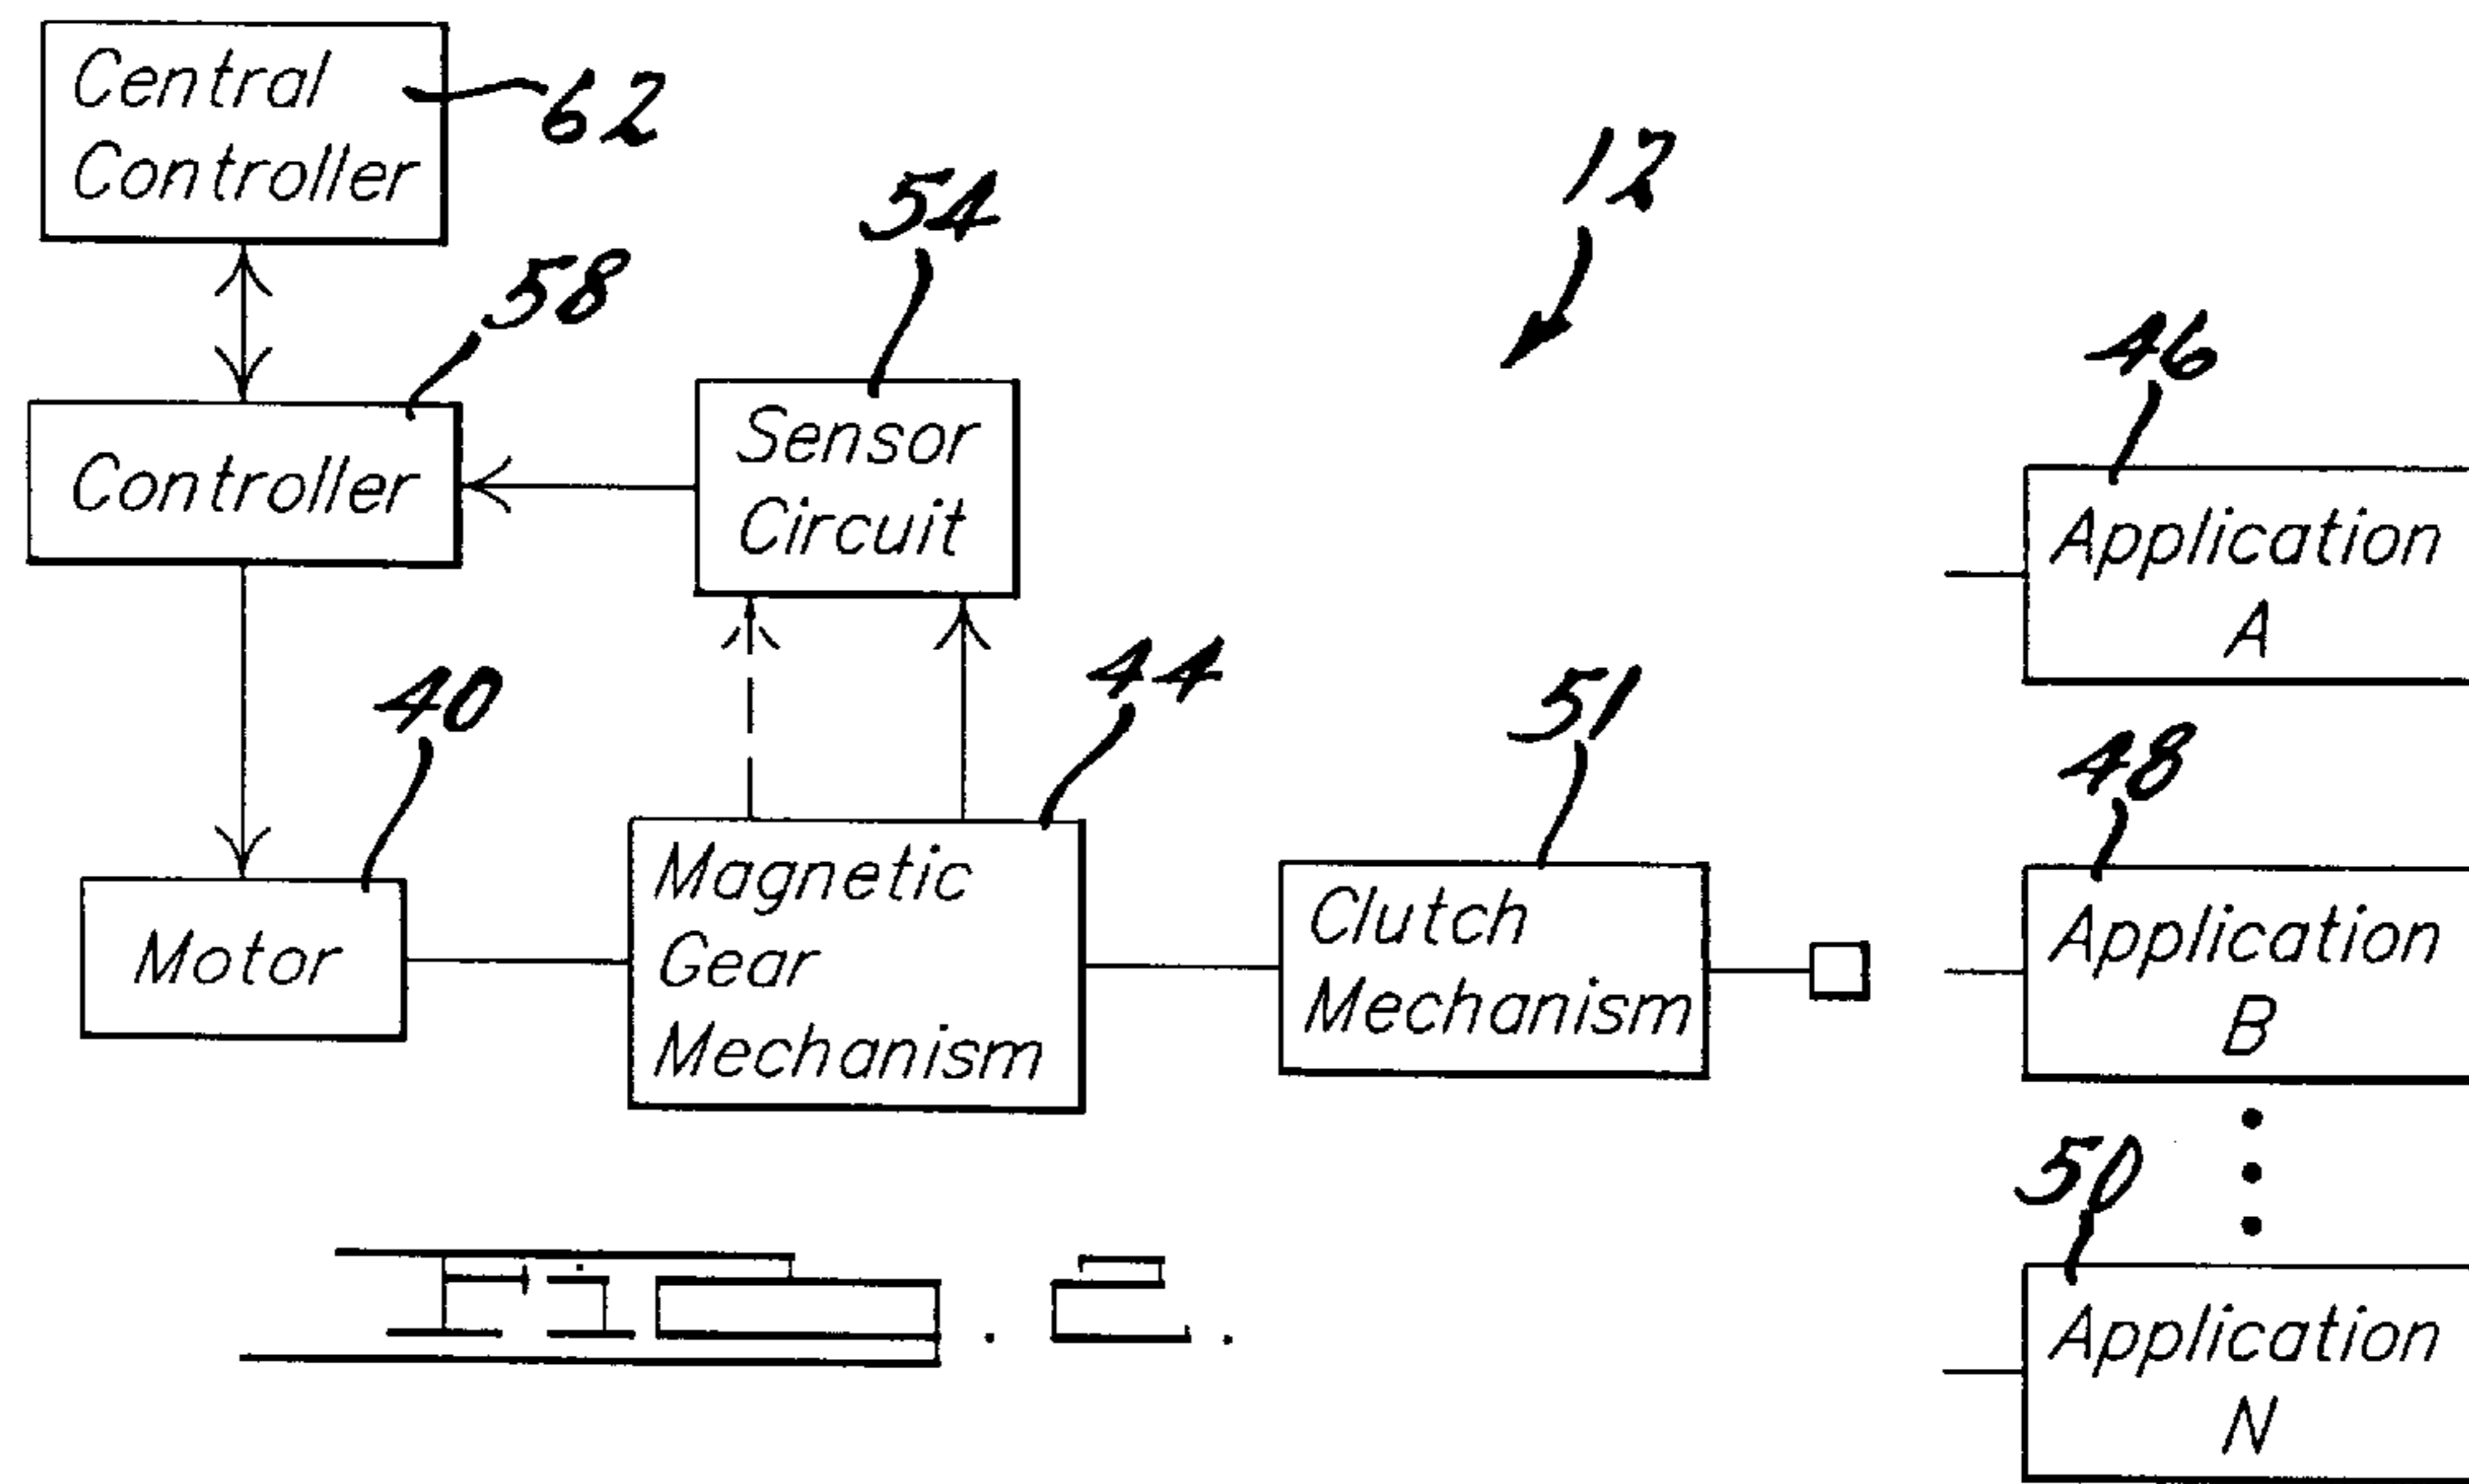 Central
Controller
62
58
Controller
54
Sensor
Circuit
12
46
Application
A
40
Motor
44
Magnetic
Gear
Mechanism
51
Clutch
Mechanism
48
Application
B
50
Application
N
Fig. 2.